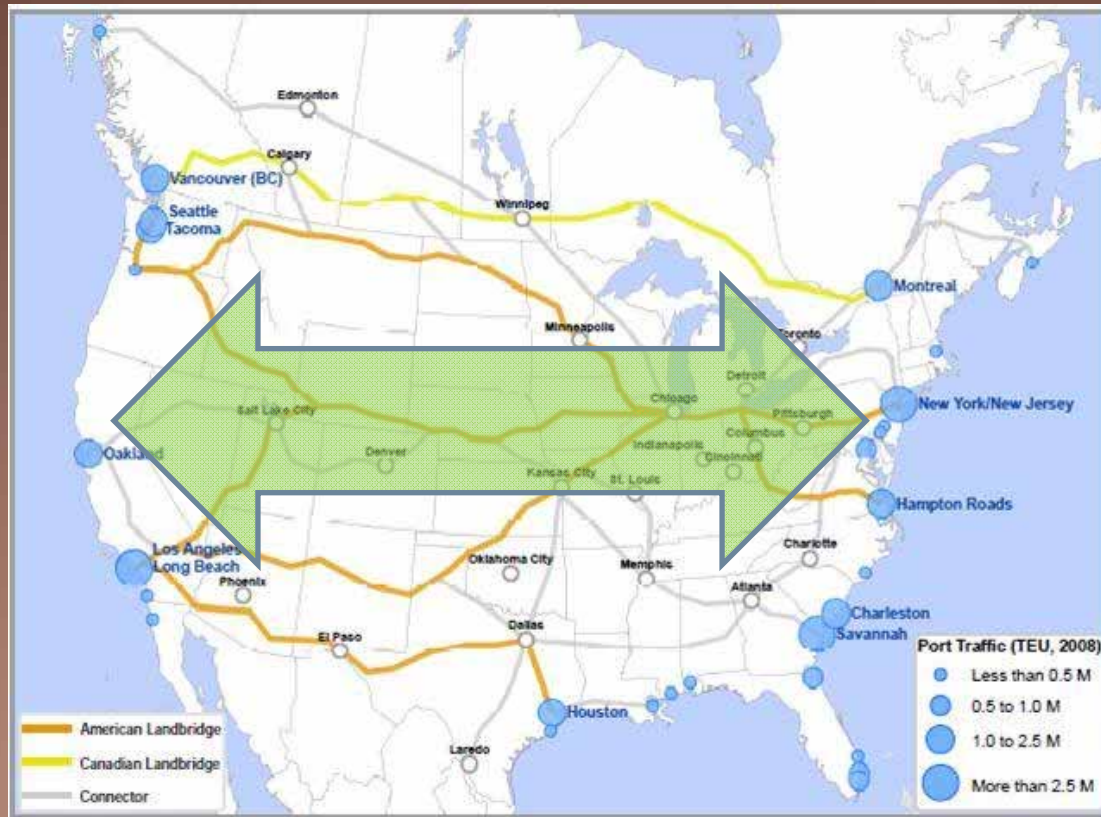 Edmonton
Calgary
Vancouver (BC)
Winnipeg
Seattle
Tacoma
Montreal
Minneapolis
Toronto
Detroit
Chicago
New York/New Jersey
Salt Lake City
Pittsburgh
Columbus
Oakland
Denver
Indianapolis
Cincinnati
Kansas City
St. Louis
Hampton Roads
Los Angeles
Long Beach
Oklahoma City
Memphis
Charlotte
Phoenix
Atlanta
Charleston
Savannah
El Paso
Dallas
Houston
Laredo
American Landbridge
Canadian Landbridge
Connector
Port Traffic (TEU, 2008)
Less than 0.5 M
0.5 to 1.0 M
1.0 to 2.5 M
More than 2.5 M